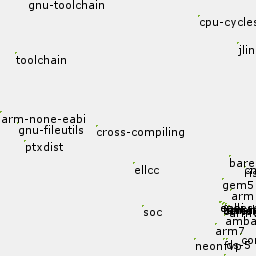 gnu-toolchain
cpu-cycles
jlin
toolchain
arm-none-eabi
gnu-fileutils
cross-compiling
ptxdist
bare
ellcc
gem5
arm
soc
amba
arm7
neon